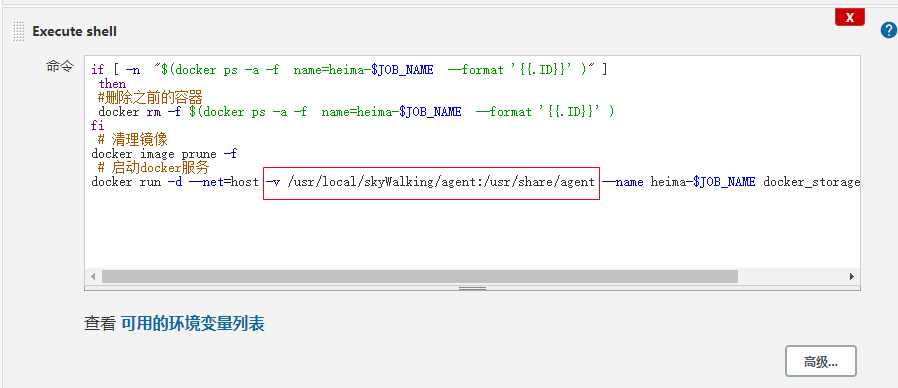 X
Execute shell
?
命令
if [ -n  "$(docker ps -a -f  name=heima-$JOB_NAME  --format '{{.ID}}' )" ]
 then
 #删除之前的容器
 docker rm -f $(docker ps -a -f  name=heima-$JOB_NAME  --format '{{.ID}}' )
fi
 # 清理镜像
docker image prune -f
 # 启动docker服务
docker run -d --net=host -v /usr/local/skyWalking/agent:/usr/share/agent --name heima-$JOB_NAME docker_storage
查看 可用的环境变量列表
高级...